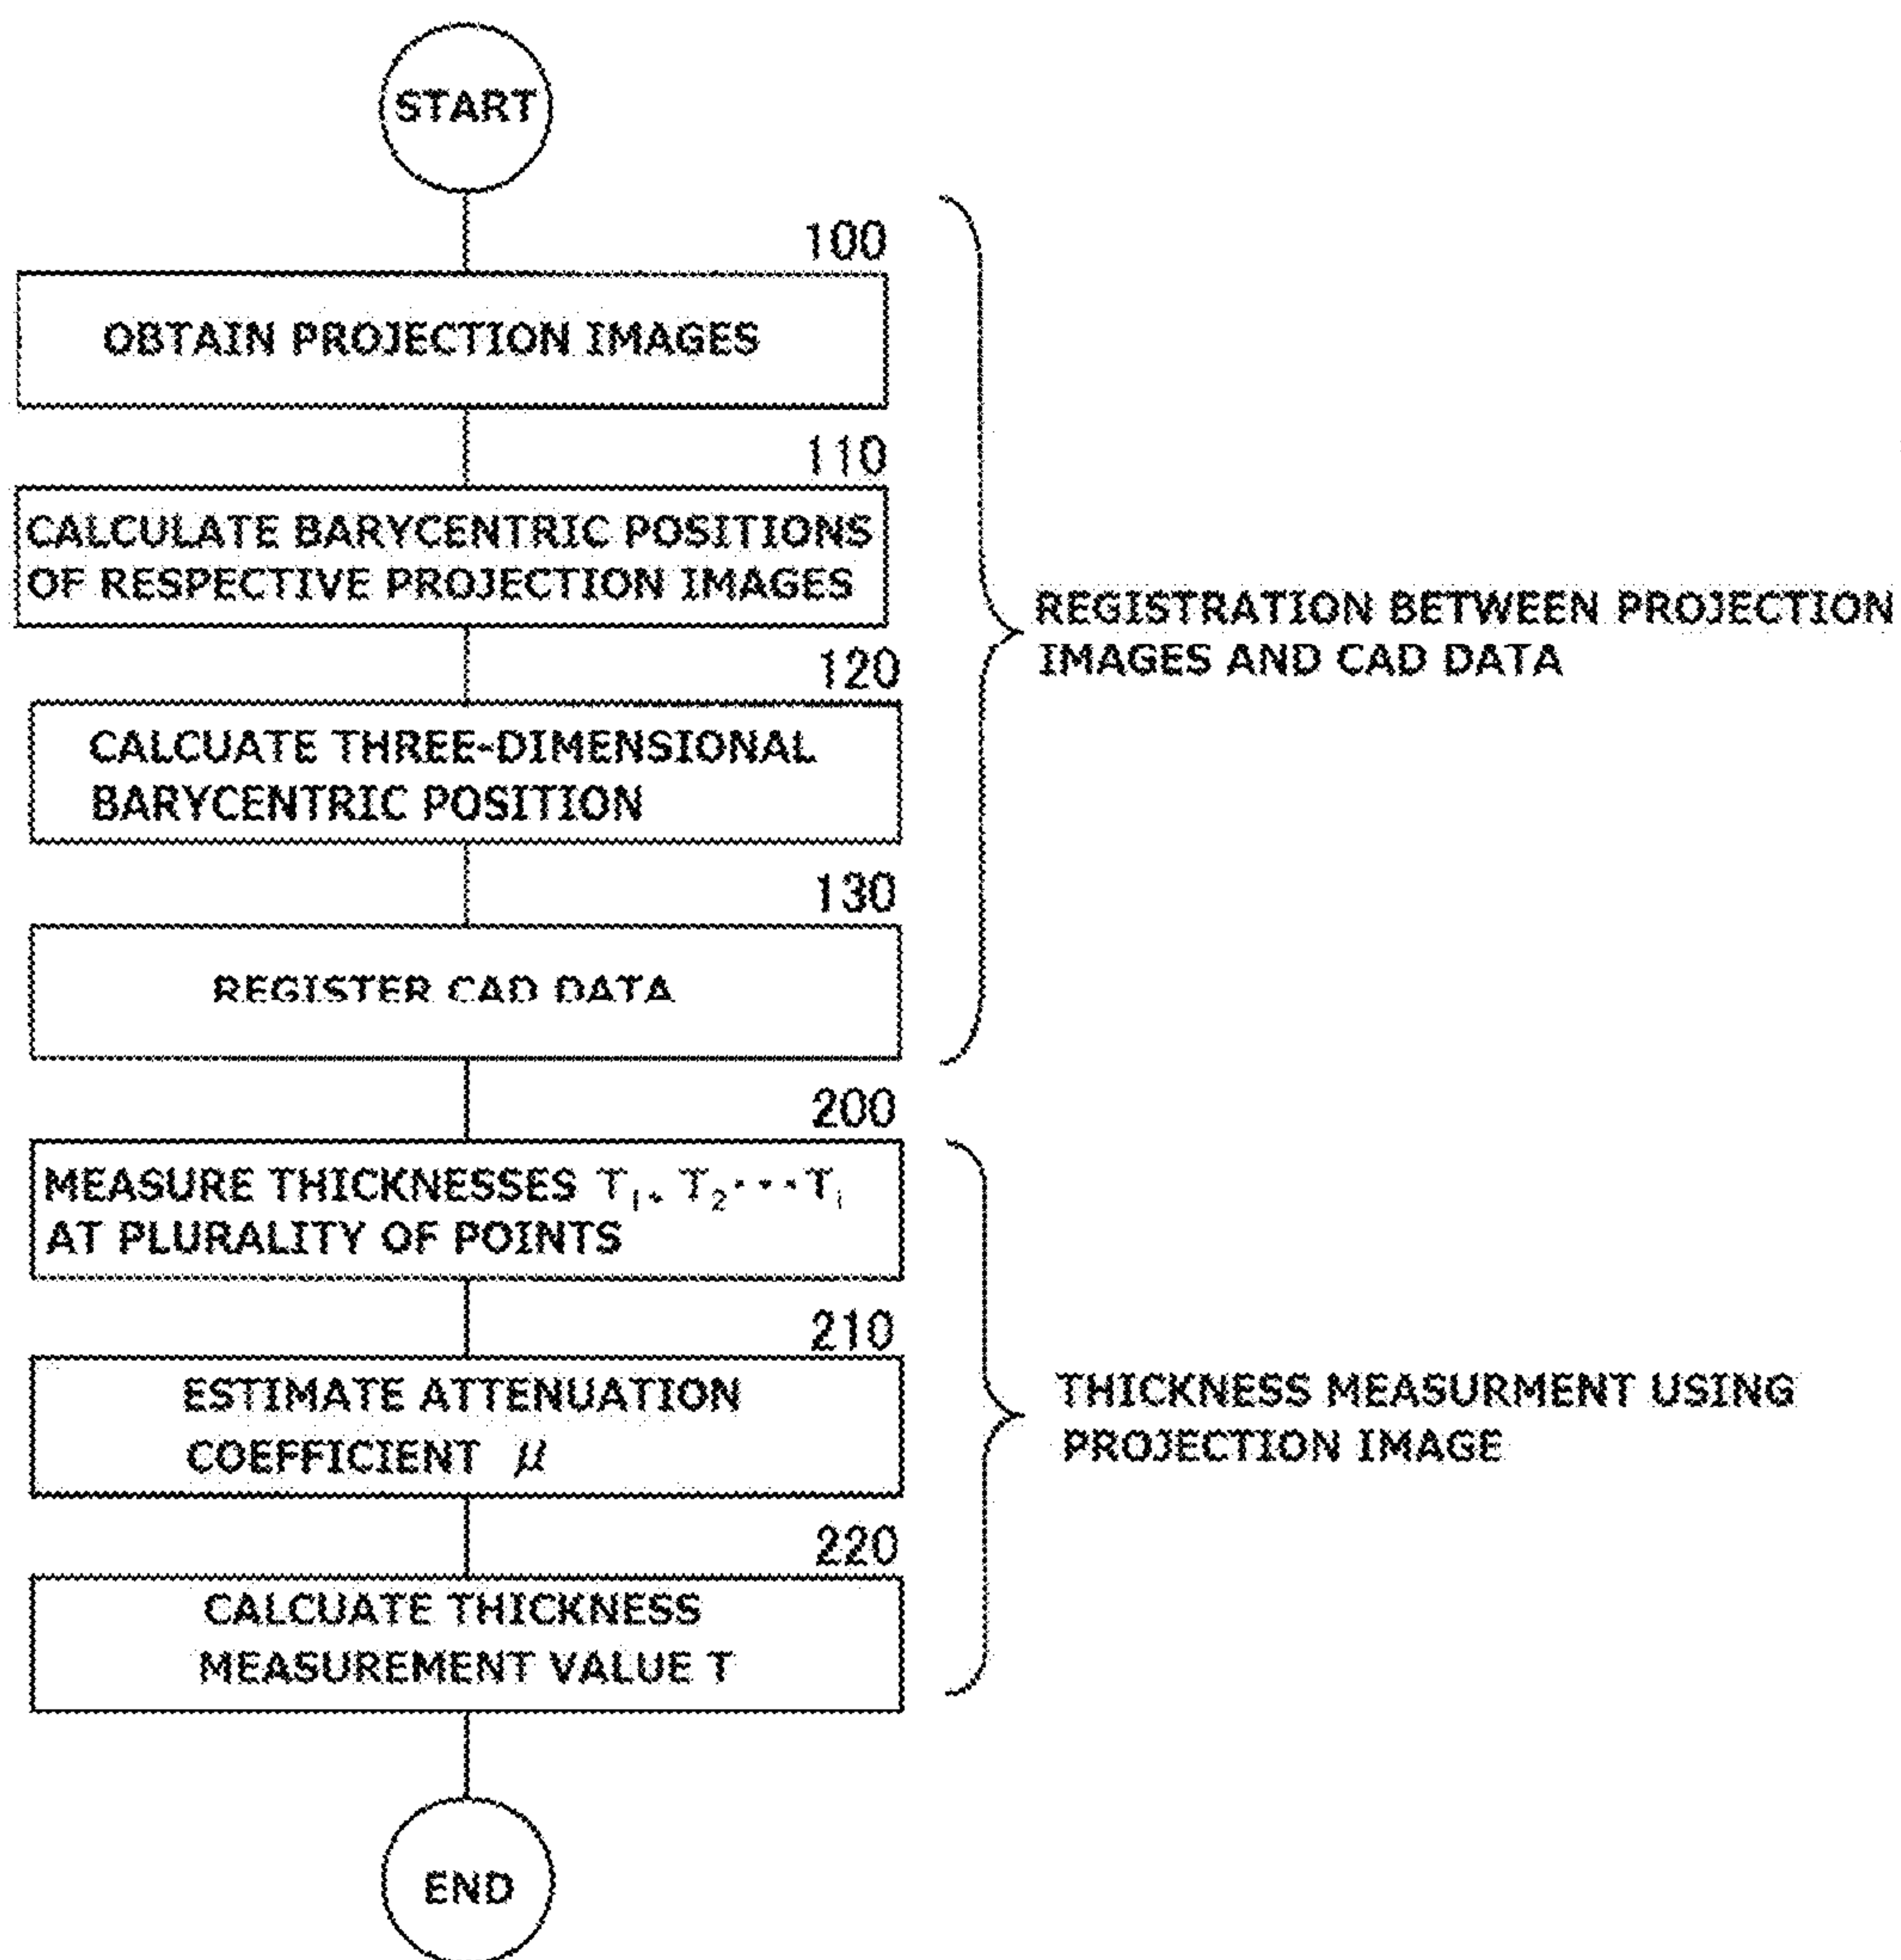 START
100
OBTAIN PROJECTION IMAGES
110
CALCULATE BARYCENTRIC POSITIONS
OF RESPECTIVE PROJECTION IMAGES
REGISTRATION BETWEEN PROJECTION
IMAGES AND CAD DATA
120
CALCUATE THREE-DIMENSIONAL
BARYCENTRIC POSITION
130
REGISTER CAD DATA
200
MEASURE THICKNESSES T₁、T₂・・・Tᵢ
AT PLURALITY OF POINTS
210
ESTIMATE ATTENUATION
COEFFICIENT μ
THICKNESS MEASURMENT USING
PROJECTION IMAGE
220
CALCUATE THICKNESS
MEASUREMENT VALUE T
END